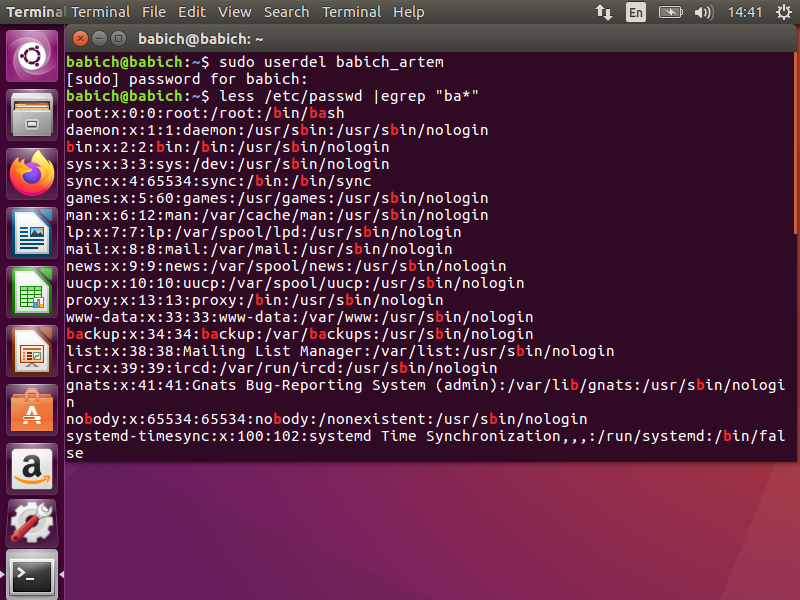 Terminal Terminal File Edit View Search Terminal Help En 14:41
babich@babich: ~
babich@babich:~$ sudo userdel babich_artem
[sudo] password for babich:
babich@babich:~$ less /etc/passwd |egrep "ba*"
root:x:0:0:root:/root:/bin/bash
daemon:x:1:1:daemon:/usr/sbin:/usr/sbin/nologin
bin:x:2:2:bin:/bin:/usr/sbin/nologin
sys:x:3:3:sys:/dev:/usr/sbin/nologin
sync:x:4:65534:sync:/bin:/bin/sync
games:x:5:60:games:/usr/games:/usr/sbin/nologin
man:x:6:12:man:/var/cache/man:/usr/sbin/nologin
lp:x:7:7:lp:/var/spool/lpd:/usr/sbin/nologin
mail:x:8:8:mail:/var/mail:/usr/sbin/nologin
news:x:9:9:news:/var/spool/news:/usr/sbin/nologin
uucp:x:10:10:uucp:/var/spool/uucp:/usr/sbin/nologin
proxy:x:13:13:proxy:/bin:/usr/sbin/nologin
www-data:x:33:33:www-data:/var/www:/usr/sbin/nologin
backup:x:34:34:backup:/var/backups:/usr/sbin/nologin
list:x:38:38:Mailing List Manager:/var/list:/usr/sbin/nologin
irc:x:39:39:ircd:/var/run/ircd:/usr/sbin/nologin
gnats:x:41:41:Gnats Bug-Reporting System (admin):/var/lib/gnats:/usr/sbin/nologi
n
nobody:x:65534:65534:nobody:/nonexistent:/usr/sbin/nologin
systemd-timesync:x:100:102:systemd Time Synchronization,,,:/run/systemd:/bin/fal
se